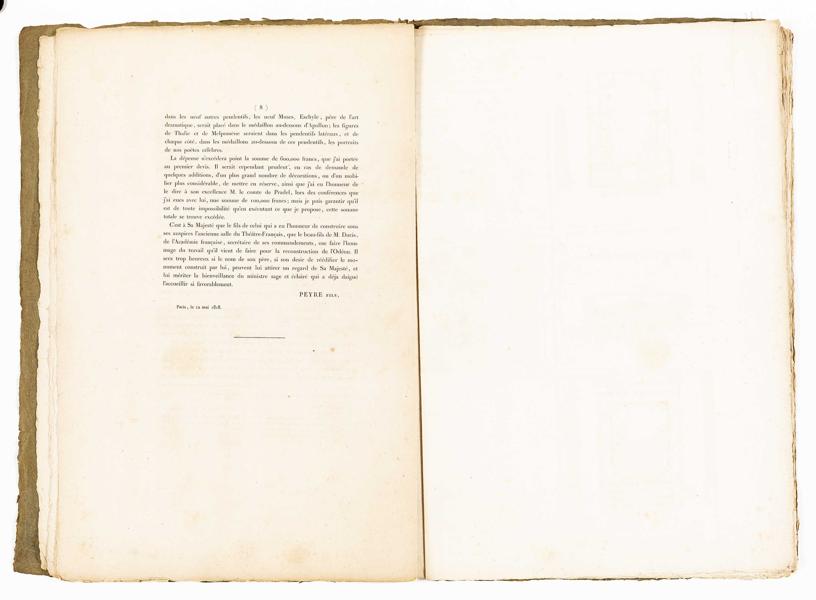 ( 8 )
dans les neuf autres pendentifs, les neuf Muses, Eschyle, père de l'art
dramatique, serait placé dans le médaillon au-dessous d'Apollon; les figures
de Thalie et de Melpomène seraient dans les pendentifs latéraux, et de
chaque côté, dans les médaillons au-dessous de ces pendentifs, les portraits
de nos poètes célèbres.
La dépense n'excédera point la somme de 600,000 francs, que j'ai portée
au premier devis. Il serait cependant prudent, en cas de demande de
quelques additions, d'un plus grand nombre de décorations, ou d'un mobi-
lier plus considérable, de mettre en réserve, ainsi que j'ai eu l'honneur de
le dire à son excellence M. le comte de Pradel, lors des conférences que
j'ai eues avec lui, une somme de 100,000 francs; mais je puis garantir qu'il
est de toute impossibilité qu'en exécutant ce que je propose, cette somme
totale se trouve excédée.
C'est à Sa Majesté que le fils de celui qui a eu l'honneur de construire sous
ses auspices l'ancienne salle du Théâtre-Français, que le beau-fils de M. Ducis,
de l'Académie française, secrétaire de ses commandements, ose faire l'hom-
mage du travail qu'il vient de faire pour la reconstruction de l'Odéon. Il
sera trop heureux si le nom de son père, si son desir de réédifier le mo-
nument construit par lui, peuvent lui attirer un regard de Sa Majesté, et
lui mériter la bienveillance du ministre sage et éclairé qui a déja daigné
l'accueillir si favorablement.
PEYRE FILS.
Paris, le 12 mai 1818.